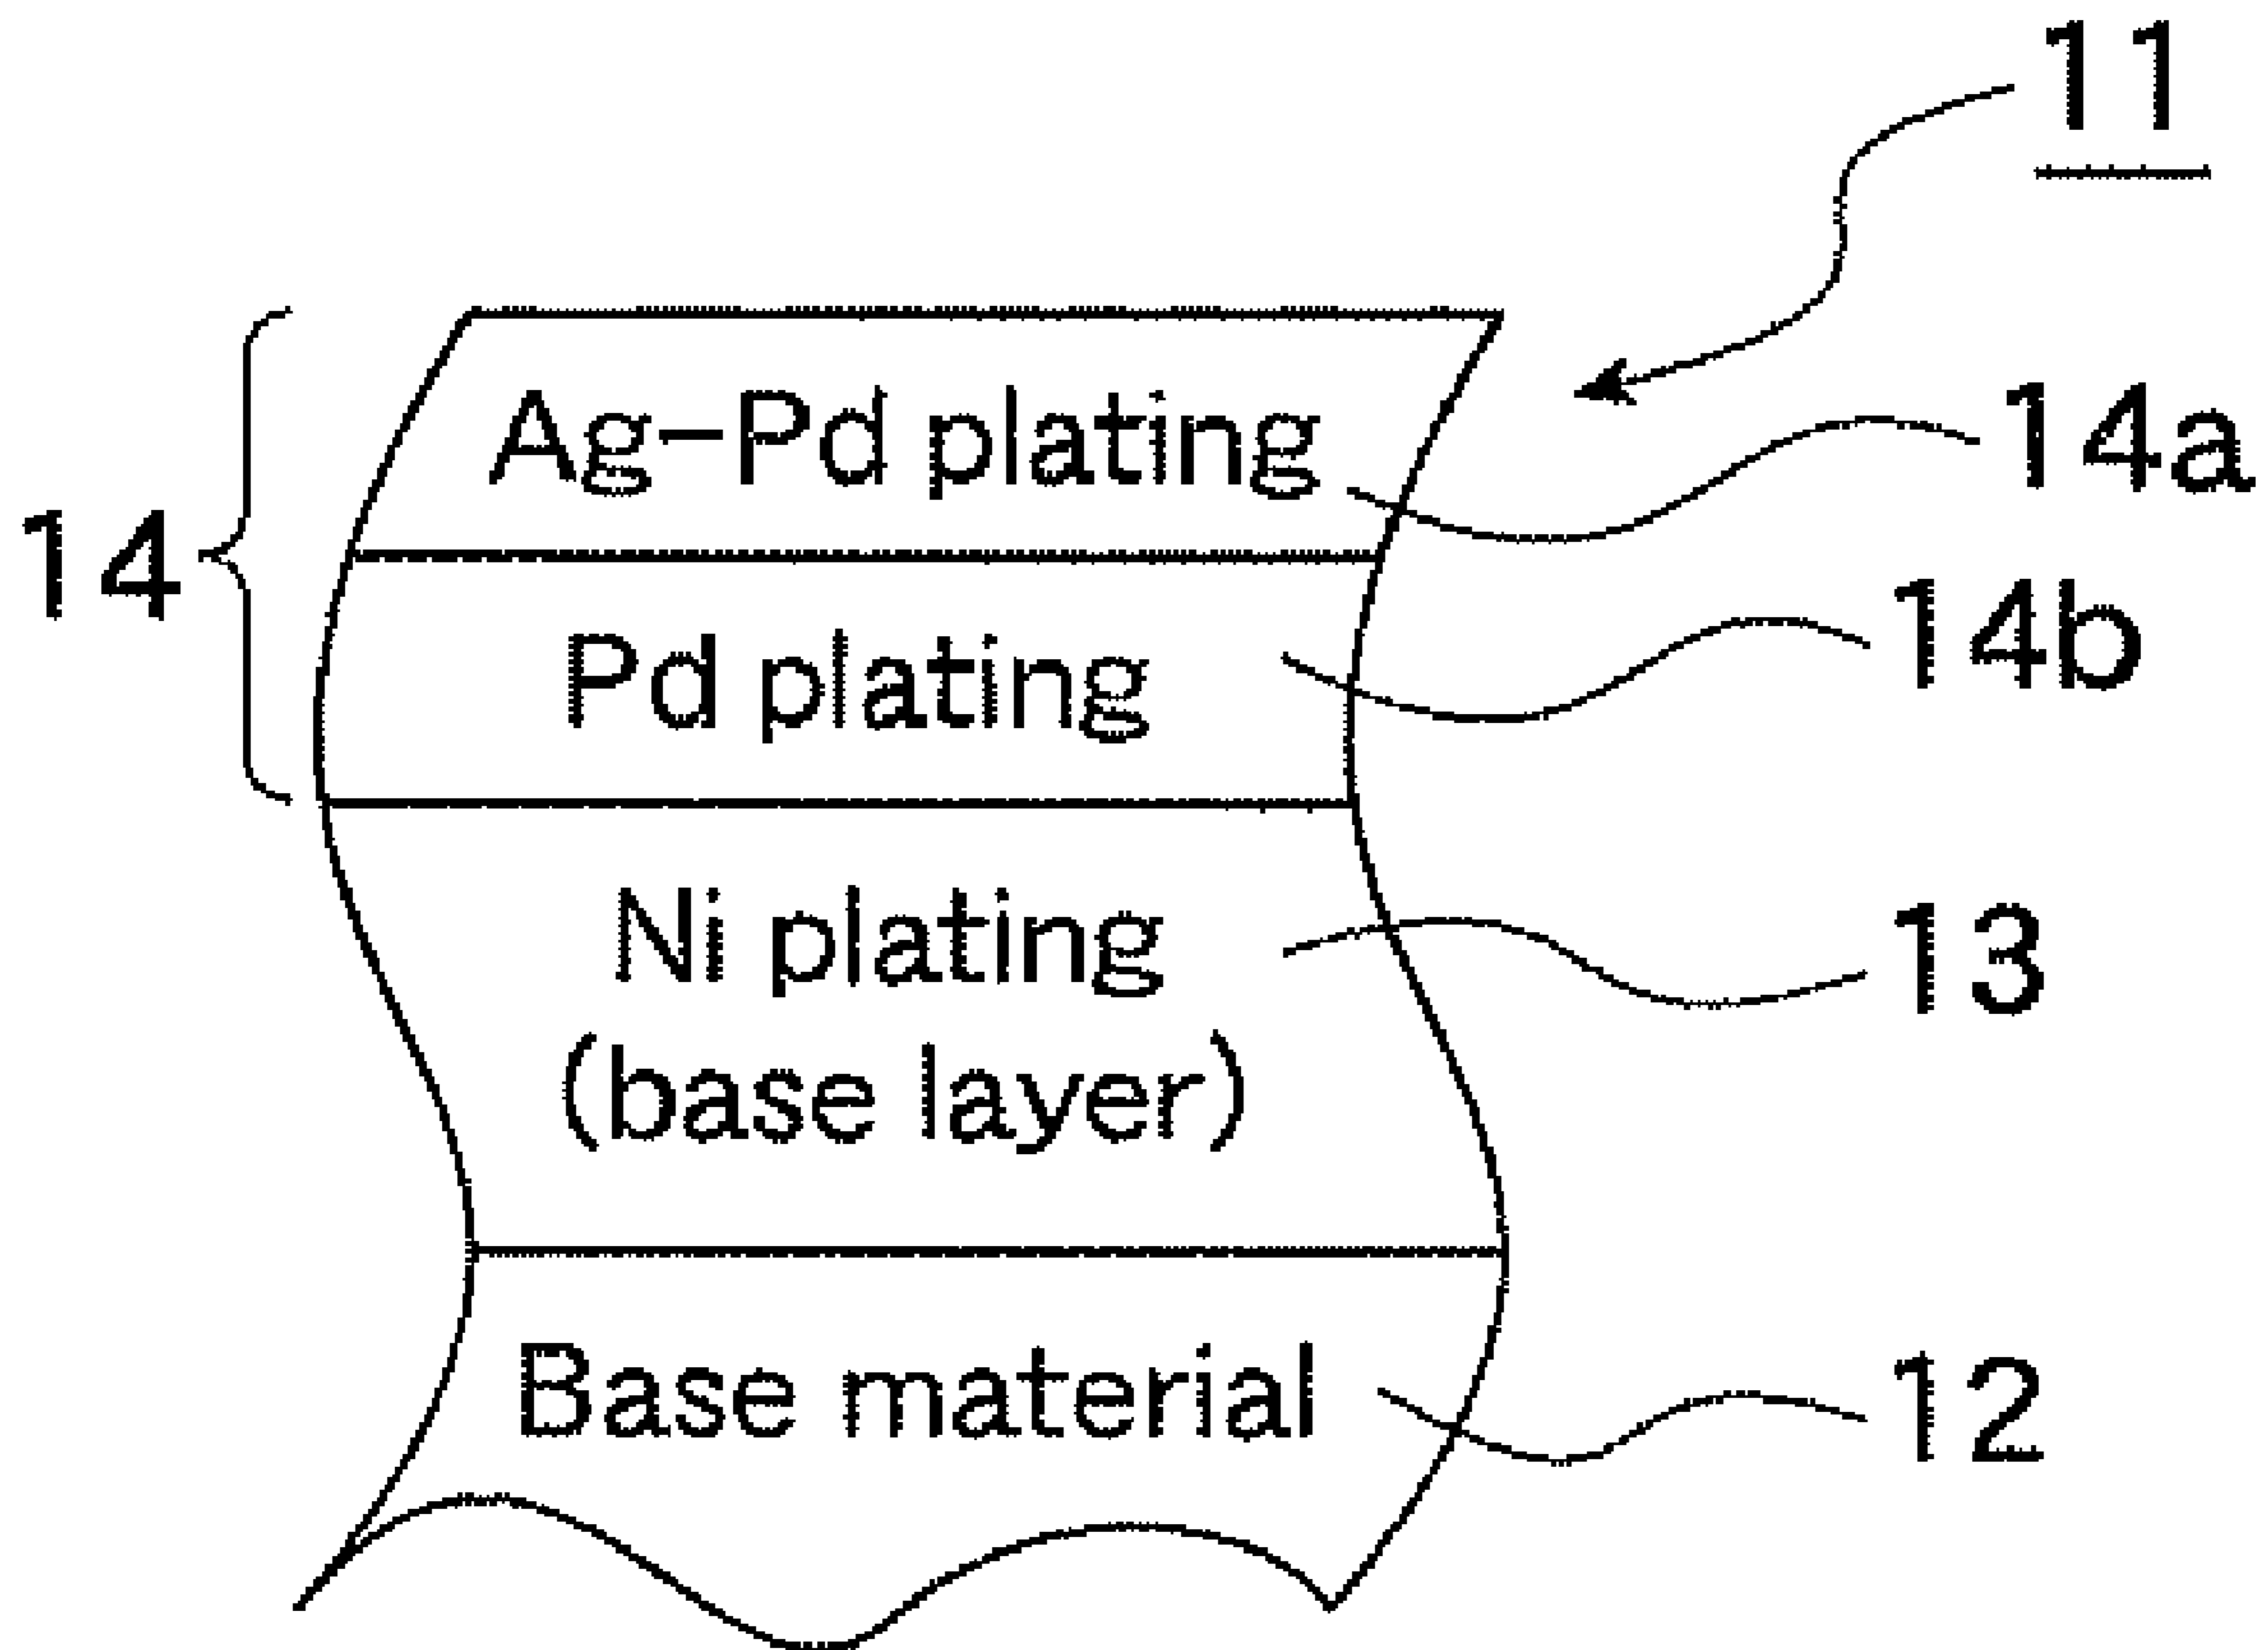 11
Ag-Pd plating
14a
14
Pd plating
14b
Ni plating
13
(base layer)
Base material
12